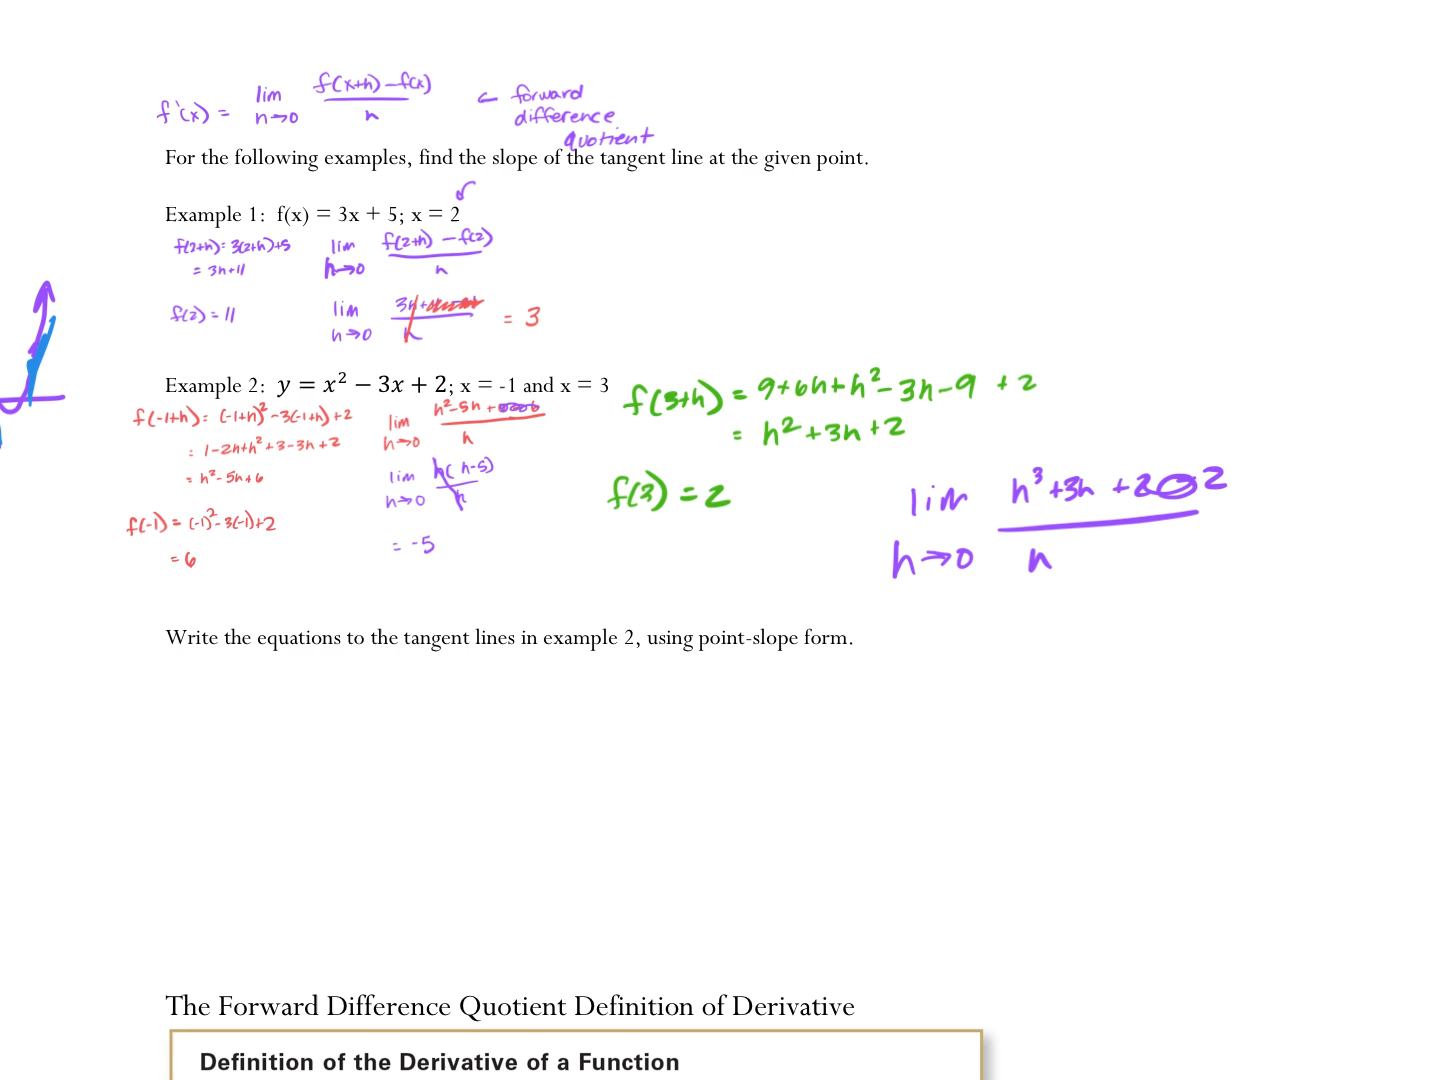 f'(x) = lim h→0 f(x+h) - f(x) / h ← forward difference quotient
For the following examples, find the slope of the tangent line at the given point.
Example 1: f(x) = 3x + 5; x = 2
f(2+h) = 3(2+h)+5
= 3h+11
lim h→0 f(2+h) - f(2) / h
f(2) = 11
lim h→0 3h+ / h = 3
Example 2: y = x² − 3x + 2; x = -1 and x = 3
f(-1+h) = (-1+h)² - 3(-1+h)+2
= 1-2h+h²+3-3h+2
= h²-5h+6
f(-1) = (-1)² - 3(-1)+2
= 6
lim h→0 h²-5h + / h
lim h→0 h(h-5) / h
= -5
f(3+h) = 9+6h+h²-3h-9 +2
= h²+3h+2
f(3) = 2
lim h→0 h³+3h+2-2 / h
Write the equations to the tangent lines in example 2, using point-slope form.
The Forward Difference Quotient Definition of Derivative
Definition of the Derivative of a Function